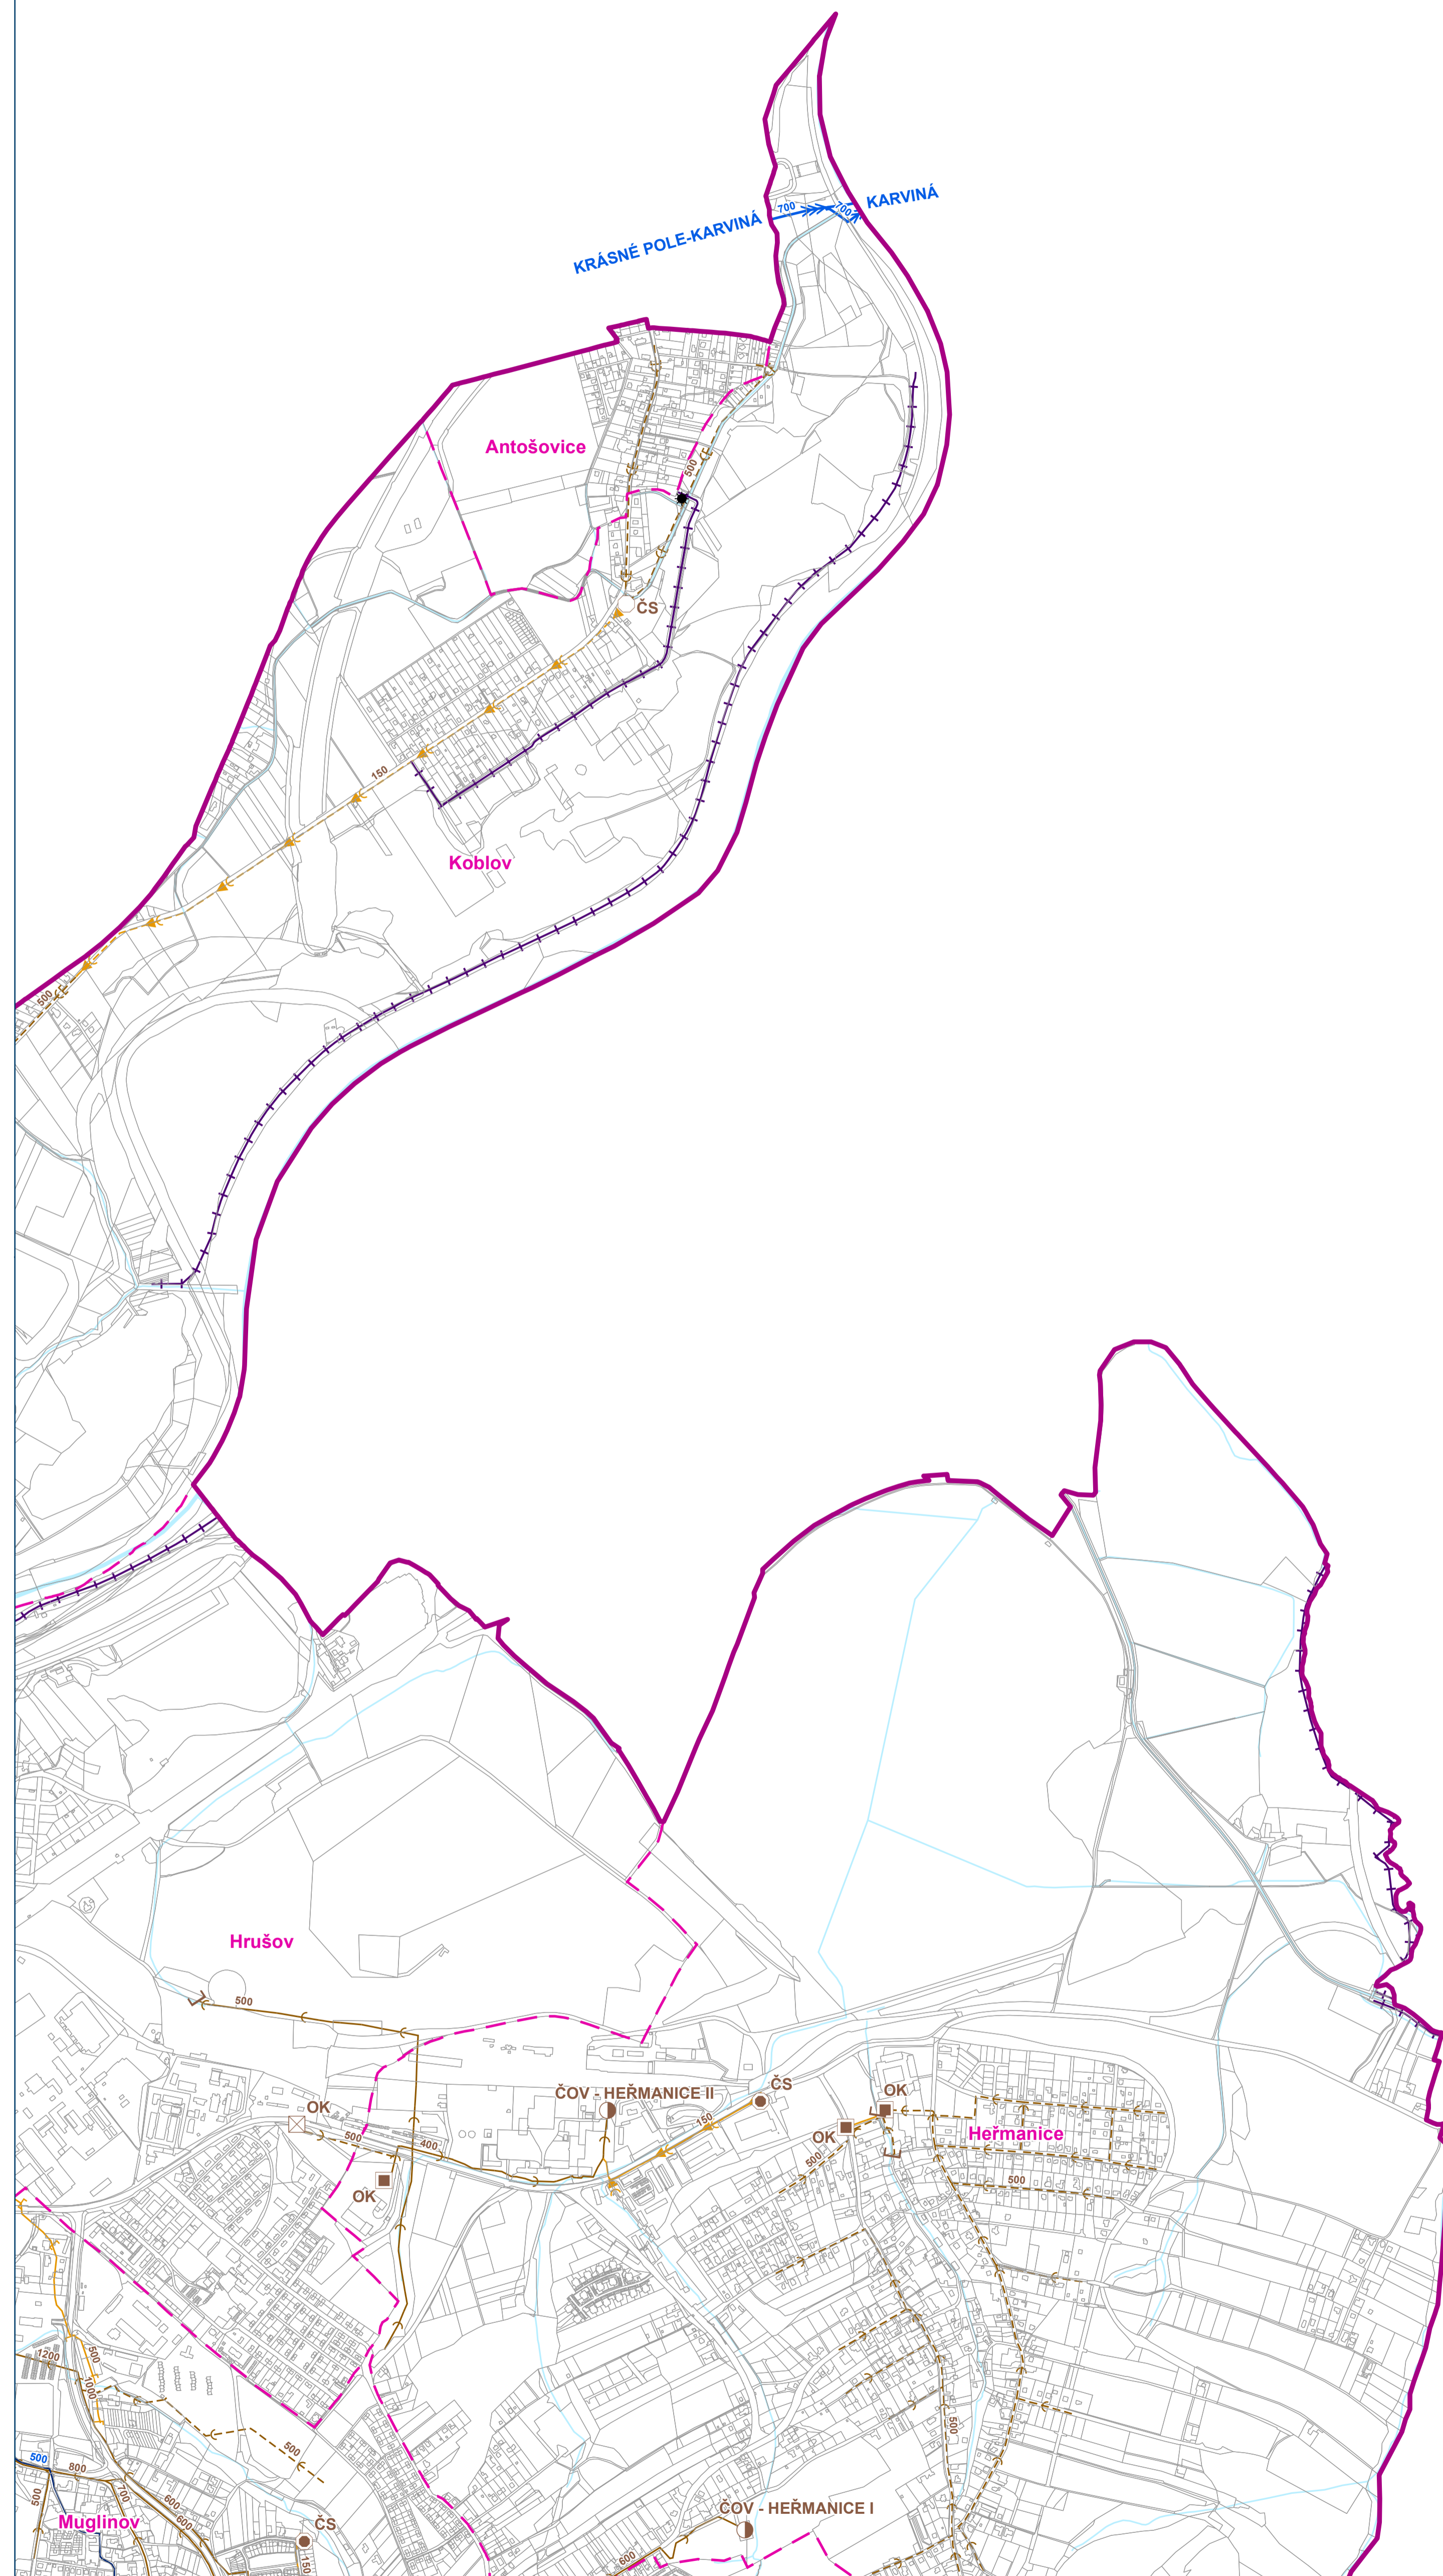 KARVINÁ
700
700
KRÁSNÉ POLE-KARVINÁ
Antošovice
500
ČS
150
Koblov
500
Hrušov
500
ČOV - HEŘMANICE II
ČS
OK
OK
150
OK
Heřmanice
500
400
500
500
OK
1200
500
1000
500
500
500
800
700
600
600
500
Muglinov
ČS
150
ČOV - HEŘMANICE I
600